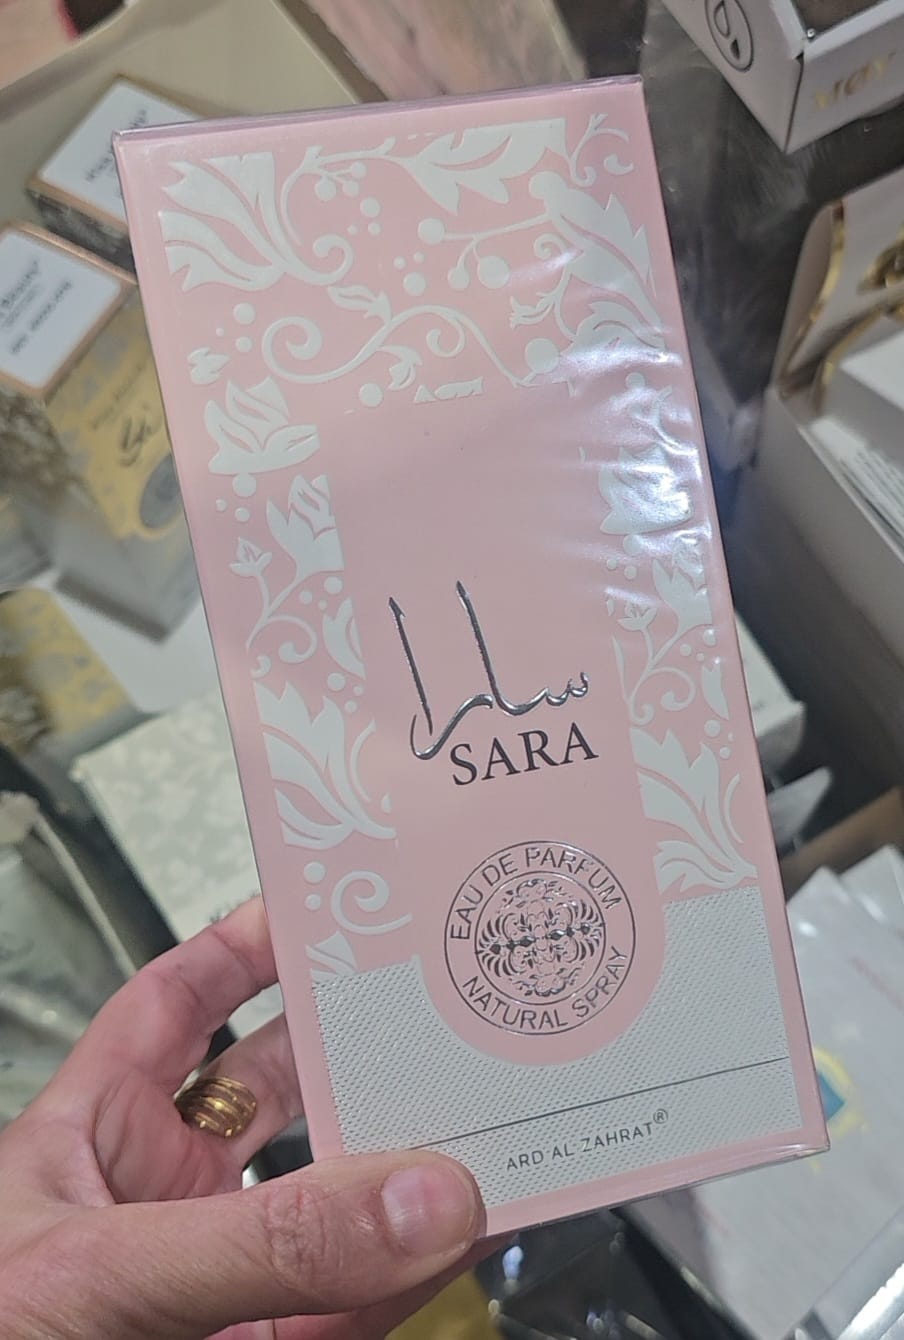 سارا
SARA
EAU DE PARFUM
NATURAL SPRAY
ARD AL ZAHRAT®